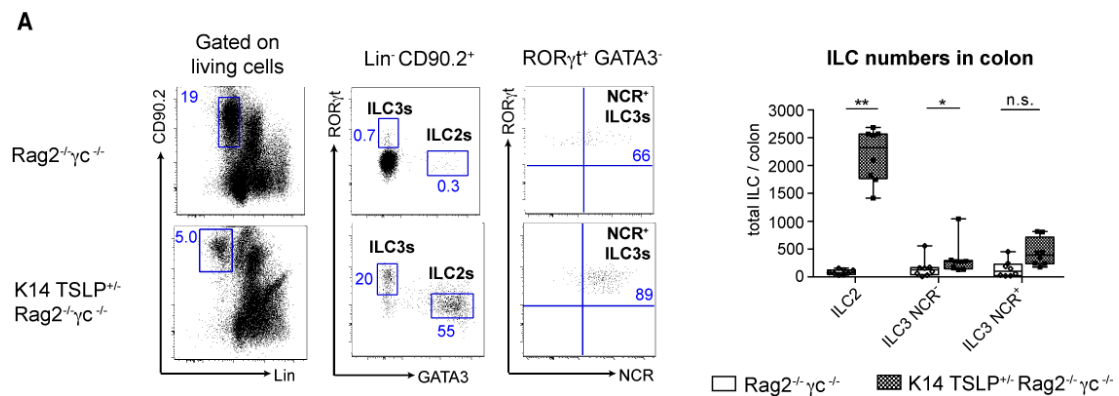 A
Gated on
living cells
Lin⁻ CD90.2⁺
RORγt⁺ GATA3⁻
ILC numbers in colon
Rag2⁻/⁻γc⁻/⁻
19
CD90.2
RORγt
ILC3s
0.7
ILC2s
0.3
RORγt
NCR⁺
ILC3s
66
K14 TSLP⁺/⁻
Rag2⁻/⁻γc⁻/⁻
5.0
Lin
ILC3s
20
ILC2s
55
GATA3
NCR⁺
ILC3s
89
NCR
total ILC / colon
3000
2500
2000
1500
1000
500
0
**
*
n.s.
ILC2
ILC3 NCR⁻
ILC3 NCR⁺
Rag2⁻/⁻γc⁻/⁻
K14 TSLP⁺/⁻ Rag2⁻/⁻γc⁻/⁻